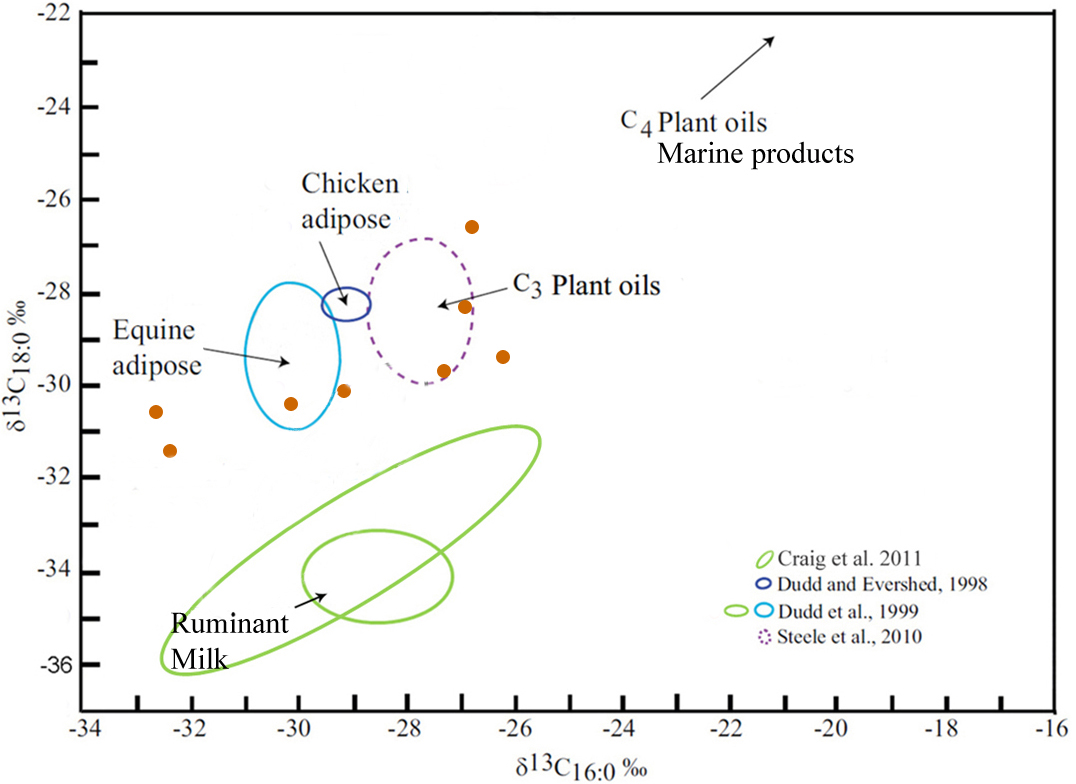 -22
-24
-26
-28
-30
-32
-34
-36
δ13C18:0 ‰
C4 Plant oils
Marine products
Chicken
adipose
C3 Plant oils
Equine
adipose
Ruminant
Milk
Craig et al. 2011
Dudd and Evershed, 1998
Dudd et al., 1999
Steele et al., 2010
-34 -32 -30 -28 -26 -24 -22 -20 -18 -16
δ13C16:0 ‰